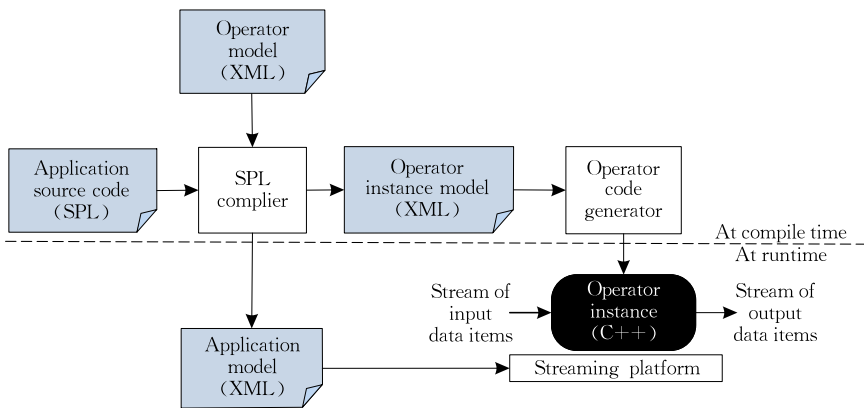 Operator
model
(XML)
Application
source code
(SPL)
SPL
complier
Operator
instance model
(XML)
Operator
code
generator
At compile time
At runtime
Stream of
input
data items
Operator
instance
(C++)
Stream of
output
data items
Application
model
(XML)
Streaming platform